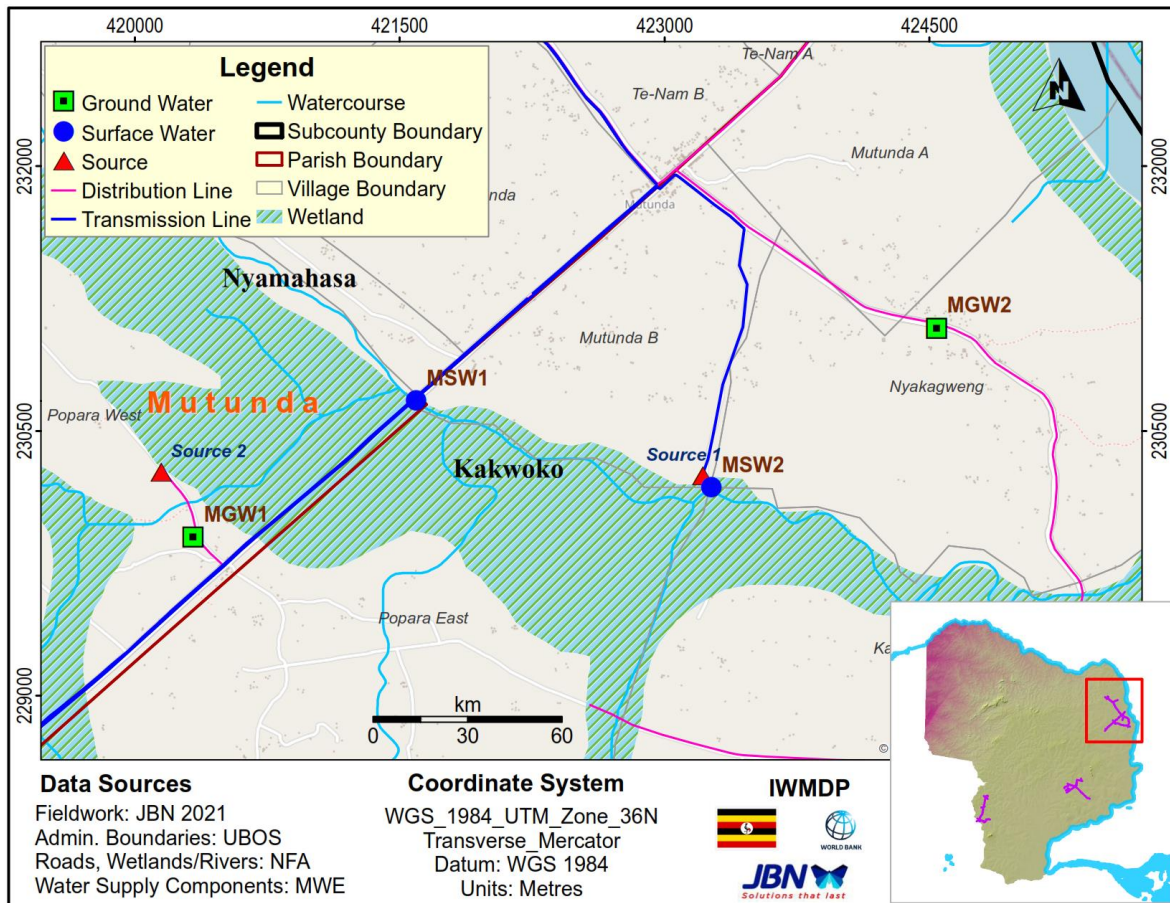 420000
421500
423000
424500
Legend
Ground Water
Surface Water
Source
Distribution Line
Transmission Line
Watercourse
Subcounty Boundary
Parish Boundary
Village Boundary
Wetland
N
Te-Nam A
Te-Nam B
Mutunda A
nda
Mutunda
232000
232000
Nyamahasa
MGW2
Mutunda B
MSW1
Nyakagweng
Mutunda
Popara West
230500
230500
Source 2
Kakwoko
Source 1
MSW2
MGW1
Popara East
Ka
229000
km
0 30 60
©
Data Sources
Fieldwork: JBN 2021
Admin. Boundaries: UBOS
Roads, Wetlands/Rivers: NFA
Water Supply Components: MWE
Coordinate System
WGS_1984_UTM_Zone_36N
Transverse_Mercator
Datum: WGS 1984
Units: Metres
IWMDP
WORLD BANK
JBN
Solutions that last